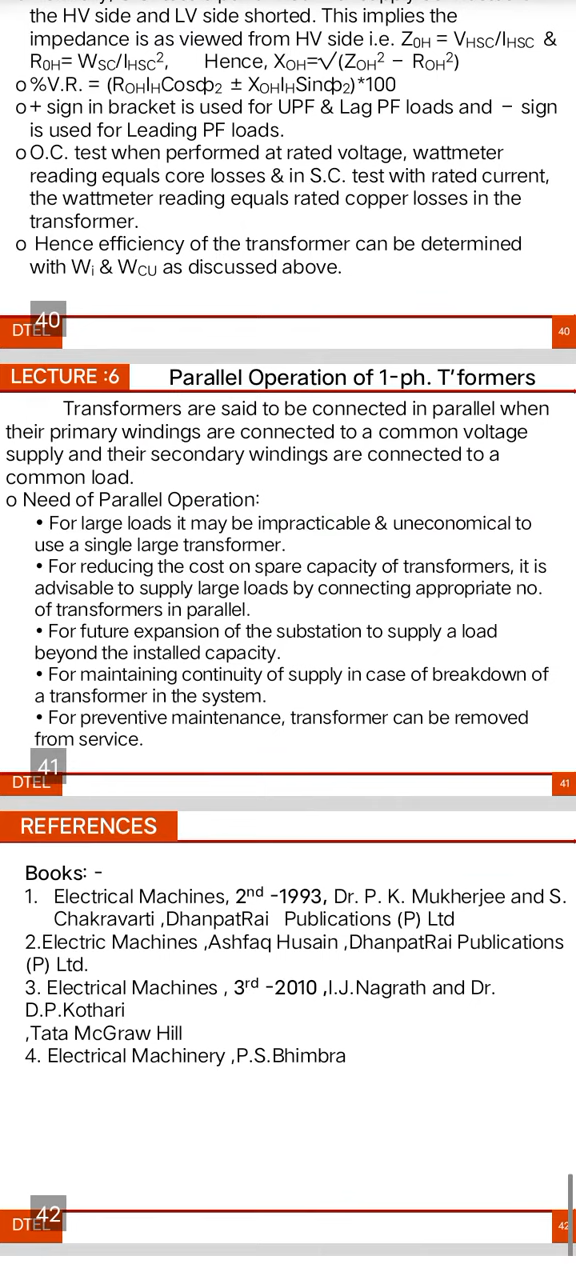 the HV side and LV side shorted. This implies the
impedance is as viewed from HV side i.e. Z₀H = VHSC/IHSC &
R₀H= WSC/IHSC², Hence, X₀H=√(Z₀H² − R₀H²)
o %V.R. = (R₀HIHCosφ₂ ± X₀HIHSinφ₂)*100
o + sign in bracket is used for UPF & Lag PF loads and − sign
is used for Leading PF loads.
o O.C. test when performed at rated voltage, wattmeter
reading equals core losses & in S.C. test with rated current,
the wattmeter reading equals rated copper losses in the
transformer.
o Hence efficiency of the transformer can be determined
with Wi & WCU as discussed above.
40
DTEL
40
LECTURE :6 Parallel Operation of 1-ph. T'formers
Transformers are said to be connected in parallel when
their primary windings are connected to a common voltage
supply and their secondary windings are connected to a
common load.
o Need of Parallel Operation:
• For large loads it may be impracticable & uneconomical to
use a single large transformer.
• For reducing the cost on spare capacity of transformers, it is
advisable to supply large loads by connecting appropriate no.
of transformers in parallel.
• For future expansion of the substation to supply a load
beyond the installed capacity.
• For maintaining continuity of supply in case of breakdown of
a transformer in the system.
• For preventive maintenance, transformer can be removed
from service.
41
DTEL
41
REFERENCES
Books: -
1. Electrical Machines, 2nd -1993, Dr. P. K. Mukherjee and S.
Chakravarti ,DhanpatRai Publications (P) Ltd
2.Electric Machines ,Ashfaq Husain ,DhanpatRai Publications
(P) Ltd.
3. Electrical Machines , 3rd -2010 ,I.J.Nagrath and Dr.
D.P.Kothari
,Tata McGraw Hill
4. Electrical Machinery ,P.S.Bhimbra
42
DTEL
42